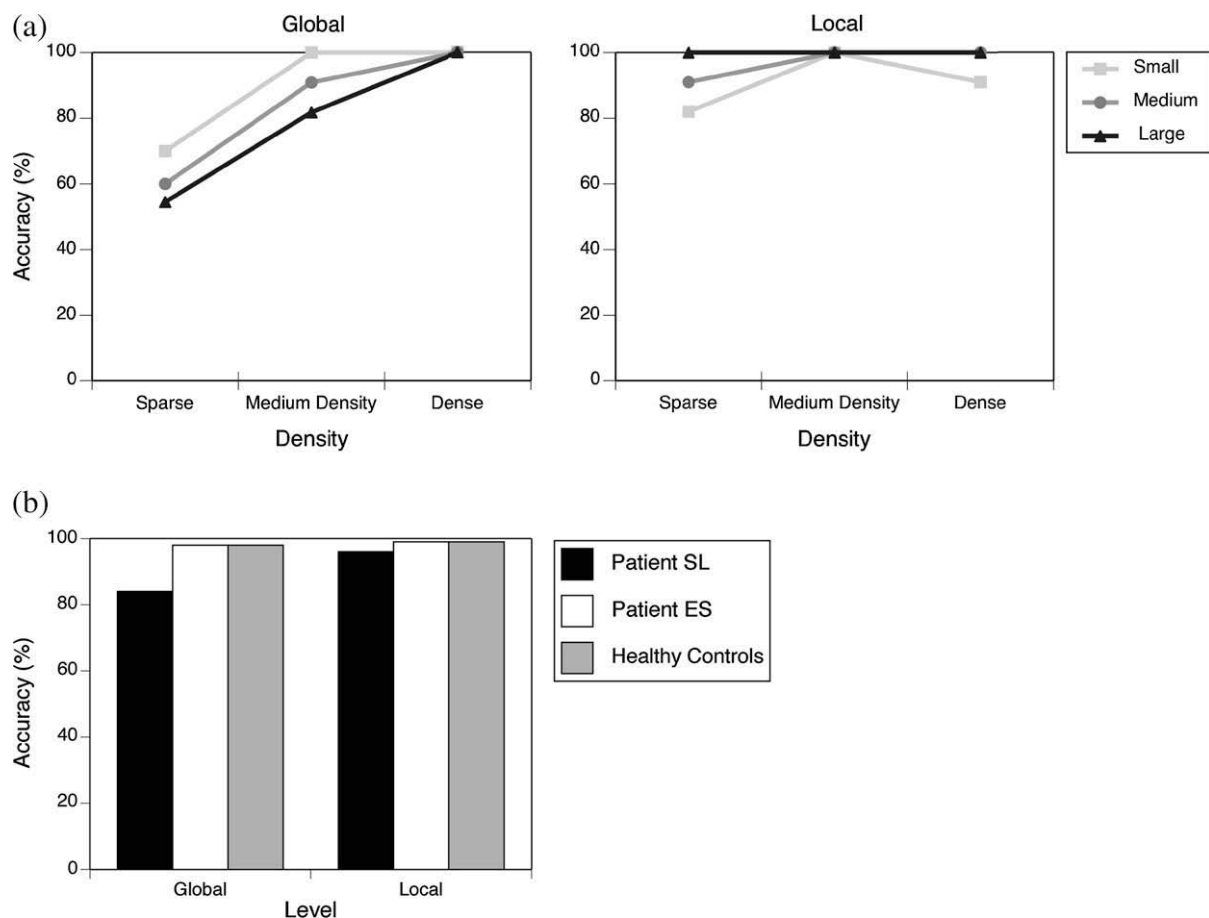 (a)
Global
Local
100
80
60
40
20
0
Accuracy (%)
Sparse Medium Density Dense
Density
100
80
60
40
20
0
Accuracy (%)
Sparse Medium Density Dense
Density
Small
Medium
Large
(b)
100
80
60
40
20
0
Accuracy (%)
Global Local
Level
Patient SL
Patient ES
Healthy Controls